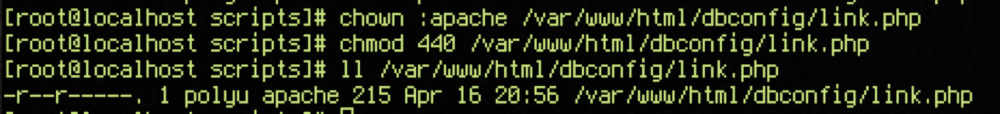 [root@localhost scripts]# chown :apache /var/www/html/dbconfig/link.php
[root@localhost scripts]# chmod 440 /var/www/html/dbconfig/link.php
[root@localhost scripts]# ll /var/www/html/dbconfig/link.php
-r--r-----. 1 polyu apache 215 Apr 16 20:56 /var/www/html/dbconfig/link.php